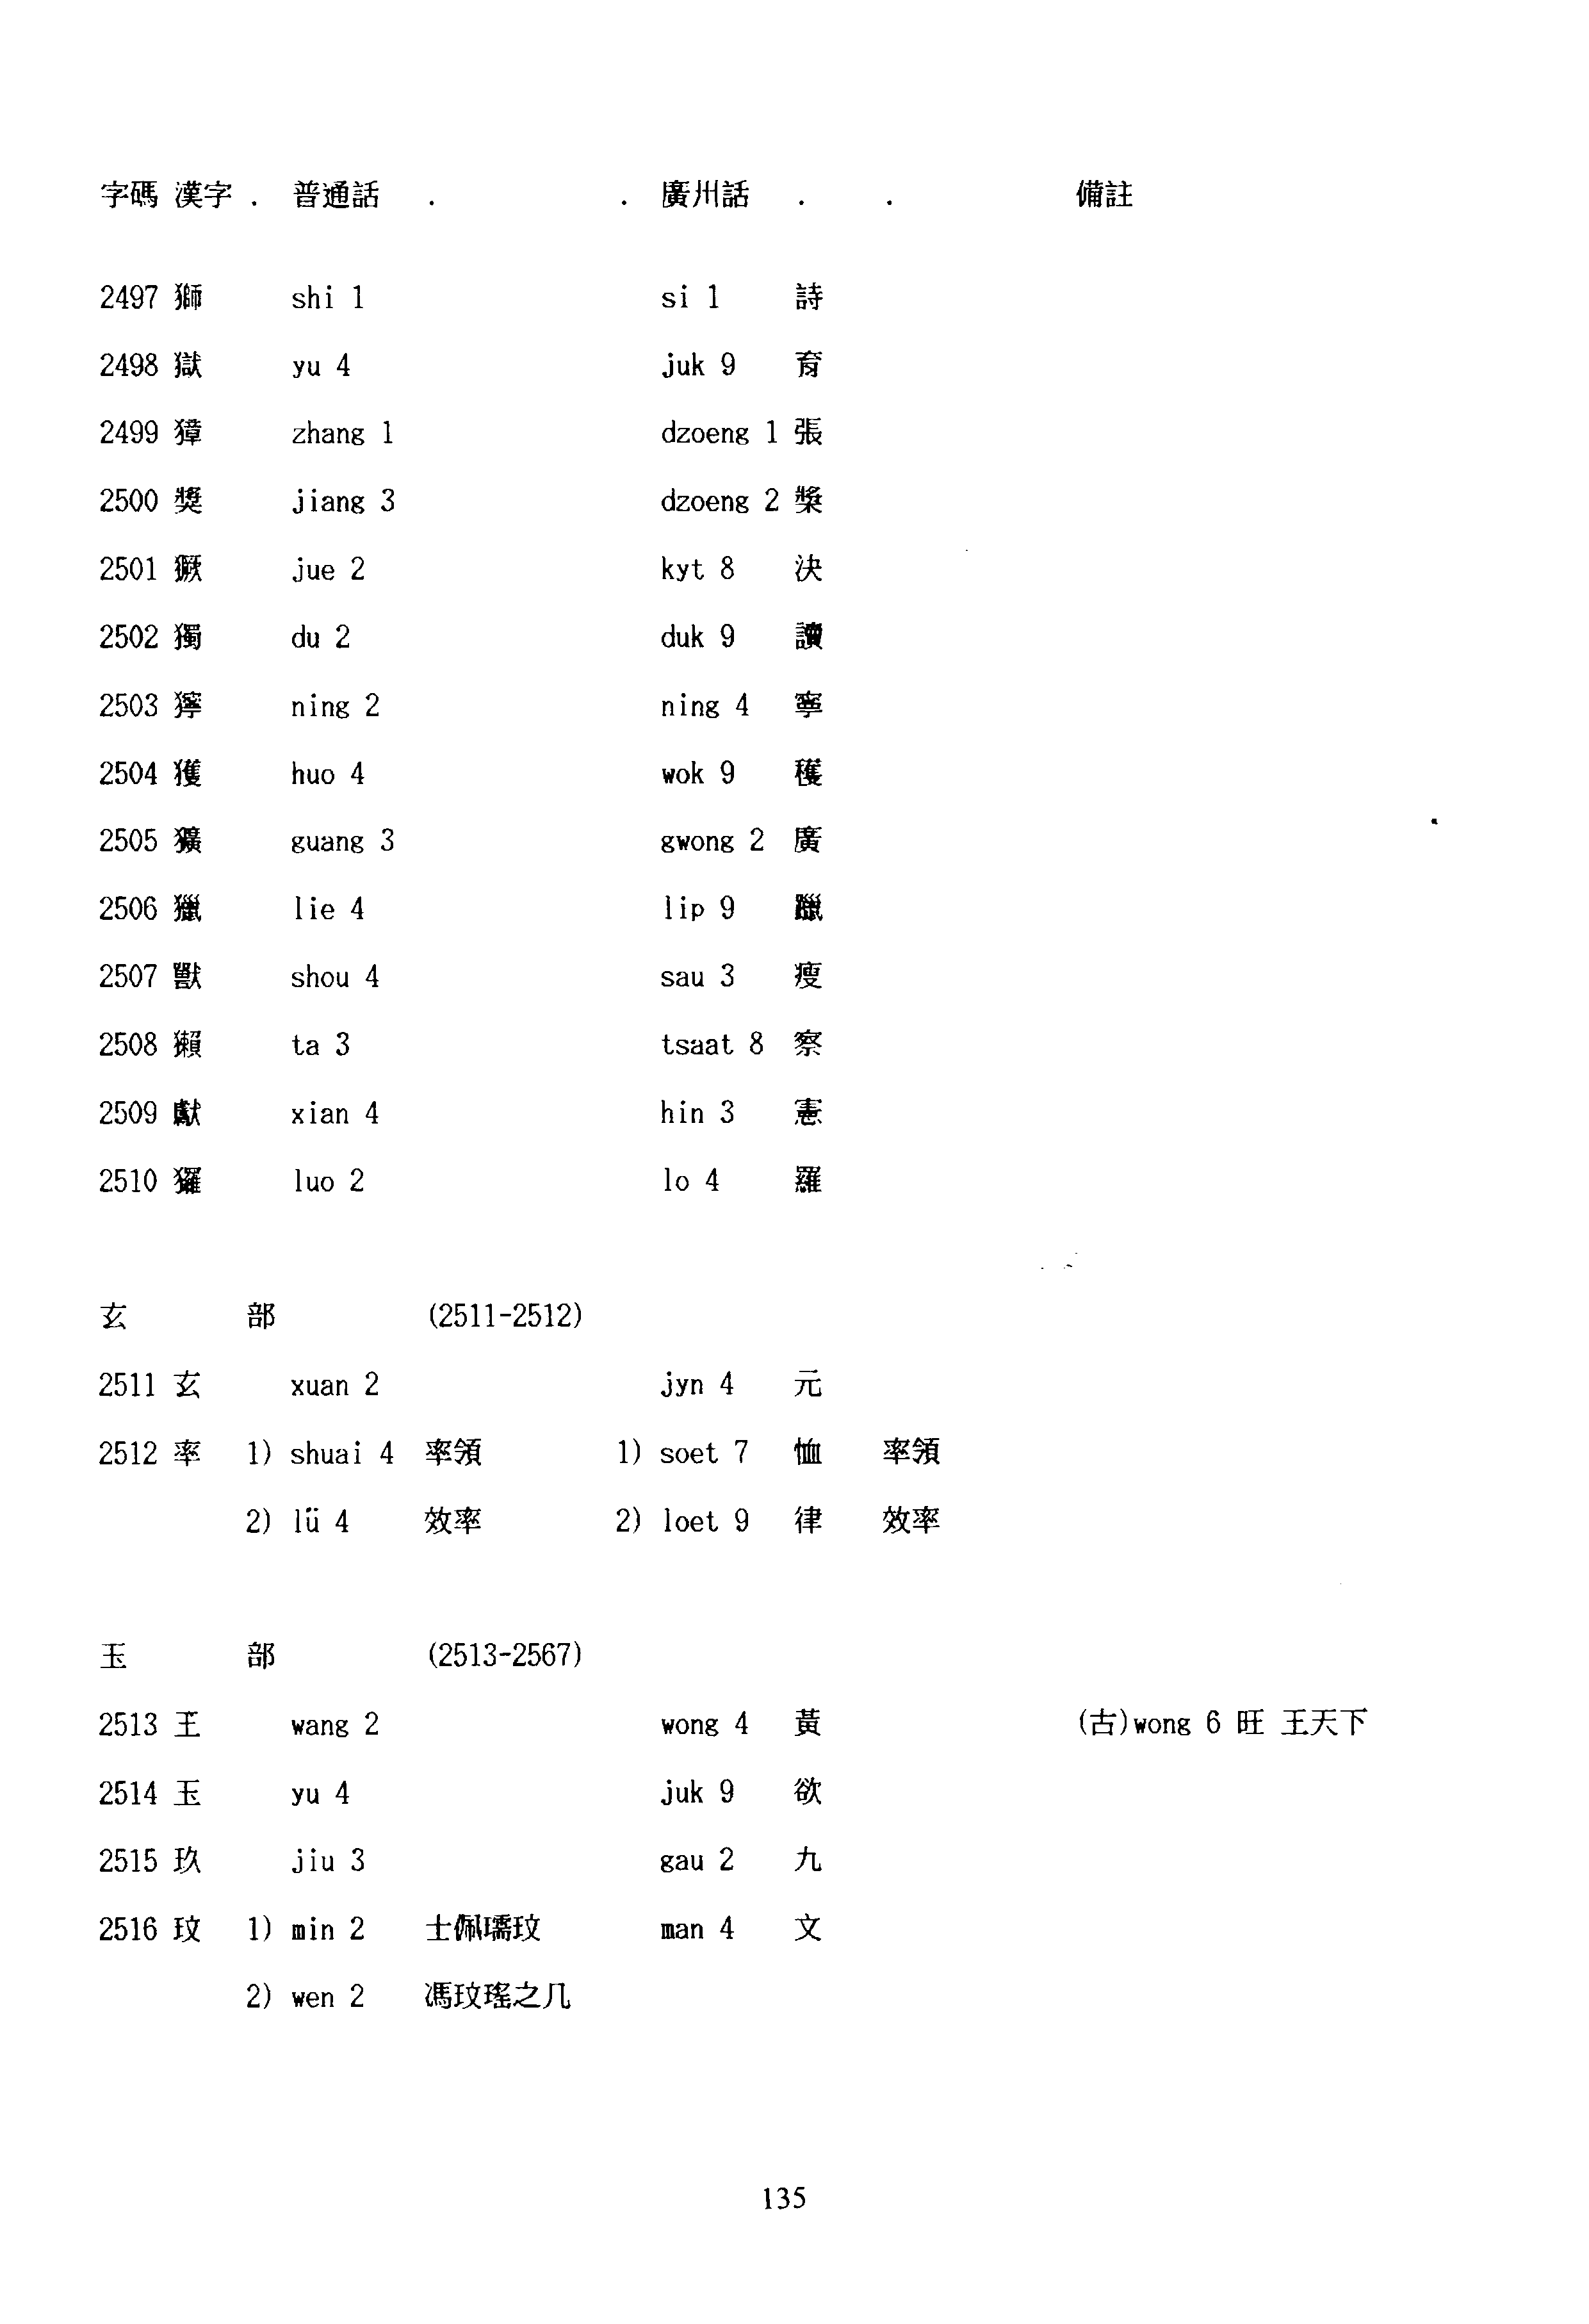 字碼 漢字 . 普通話 . . 廣州話 . . 備註
2497 獅 shi 1 si 1 詩
2498 獄 yu 4 juk 9 育
2499 獐 zhang 1 dzoeng 1 張
2500 獎 jiang 3 dzoeng 2 槳
2501 獗 jue 2 kyt 8 決
2502 獨 du 2 duk 9 讀
2503 獰 ning 2 ning 4 寧
2504 獲 huo 4 wok 9 穫
2505 獷 guang 3 gwong 2 廣
2506 獵 lie 4 lip 9 躐
2507 獸 shou 4 sau 3 瘦
2508 獺 ta 3 tsaat 8 察
2509 獻 xian 4 hin 3 憲
2510 玀 luo 2 lo 4 羅
玄 部 (2511-2512)
2511 玄 xuan 2 jyn 4 元
2512 率 1) shuai 4 率領 1) soet 7 恤 率領
2) lü 4 效率 2) loet 9 律 效率
玉 部 (2513-2567)
2513 王 wang 2 wong 4 黃 (古)wong 6 旺 王天下
2514 玉 yu 4 juk 9 欲
2515 玖 jiu 3 gau 2 九
2516 玟 1) min 2 士佩瓀玟 man 4 文
2) wen 2 馮玟瑤之几
135